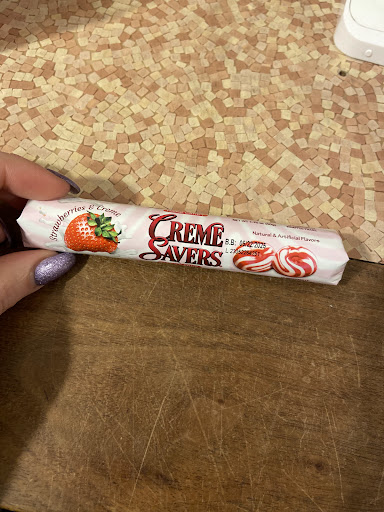 Strawberries & Creme
CREME
SAVERS
B.B:
Natural & Artificial Flavors